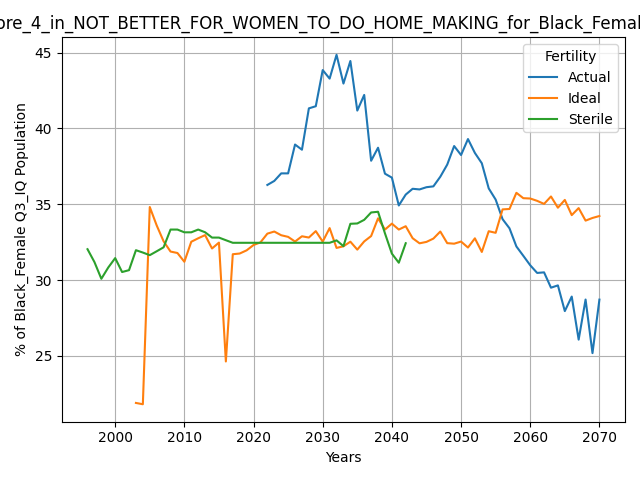 ore_4_in_NOT_BETTER_FOR_WOMEN_TO_DO_HOME_MAKING_for_Black_Femal
Fertility
Actual
Ideal
Sterile
% of Black_Female Q3_IQ Population
45
40
35
30
25
2000
2010
2020
2030
2040
2050
2060
2070
Years